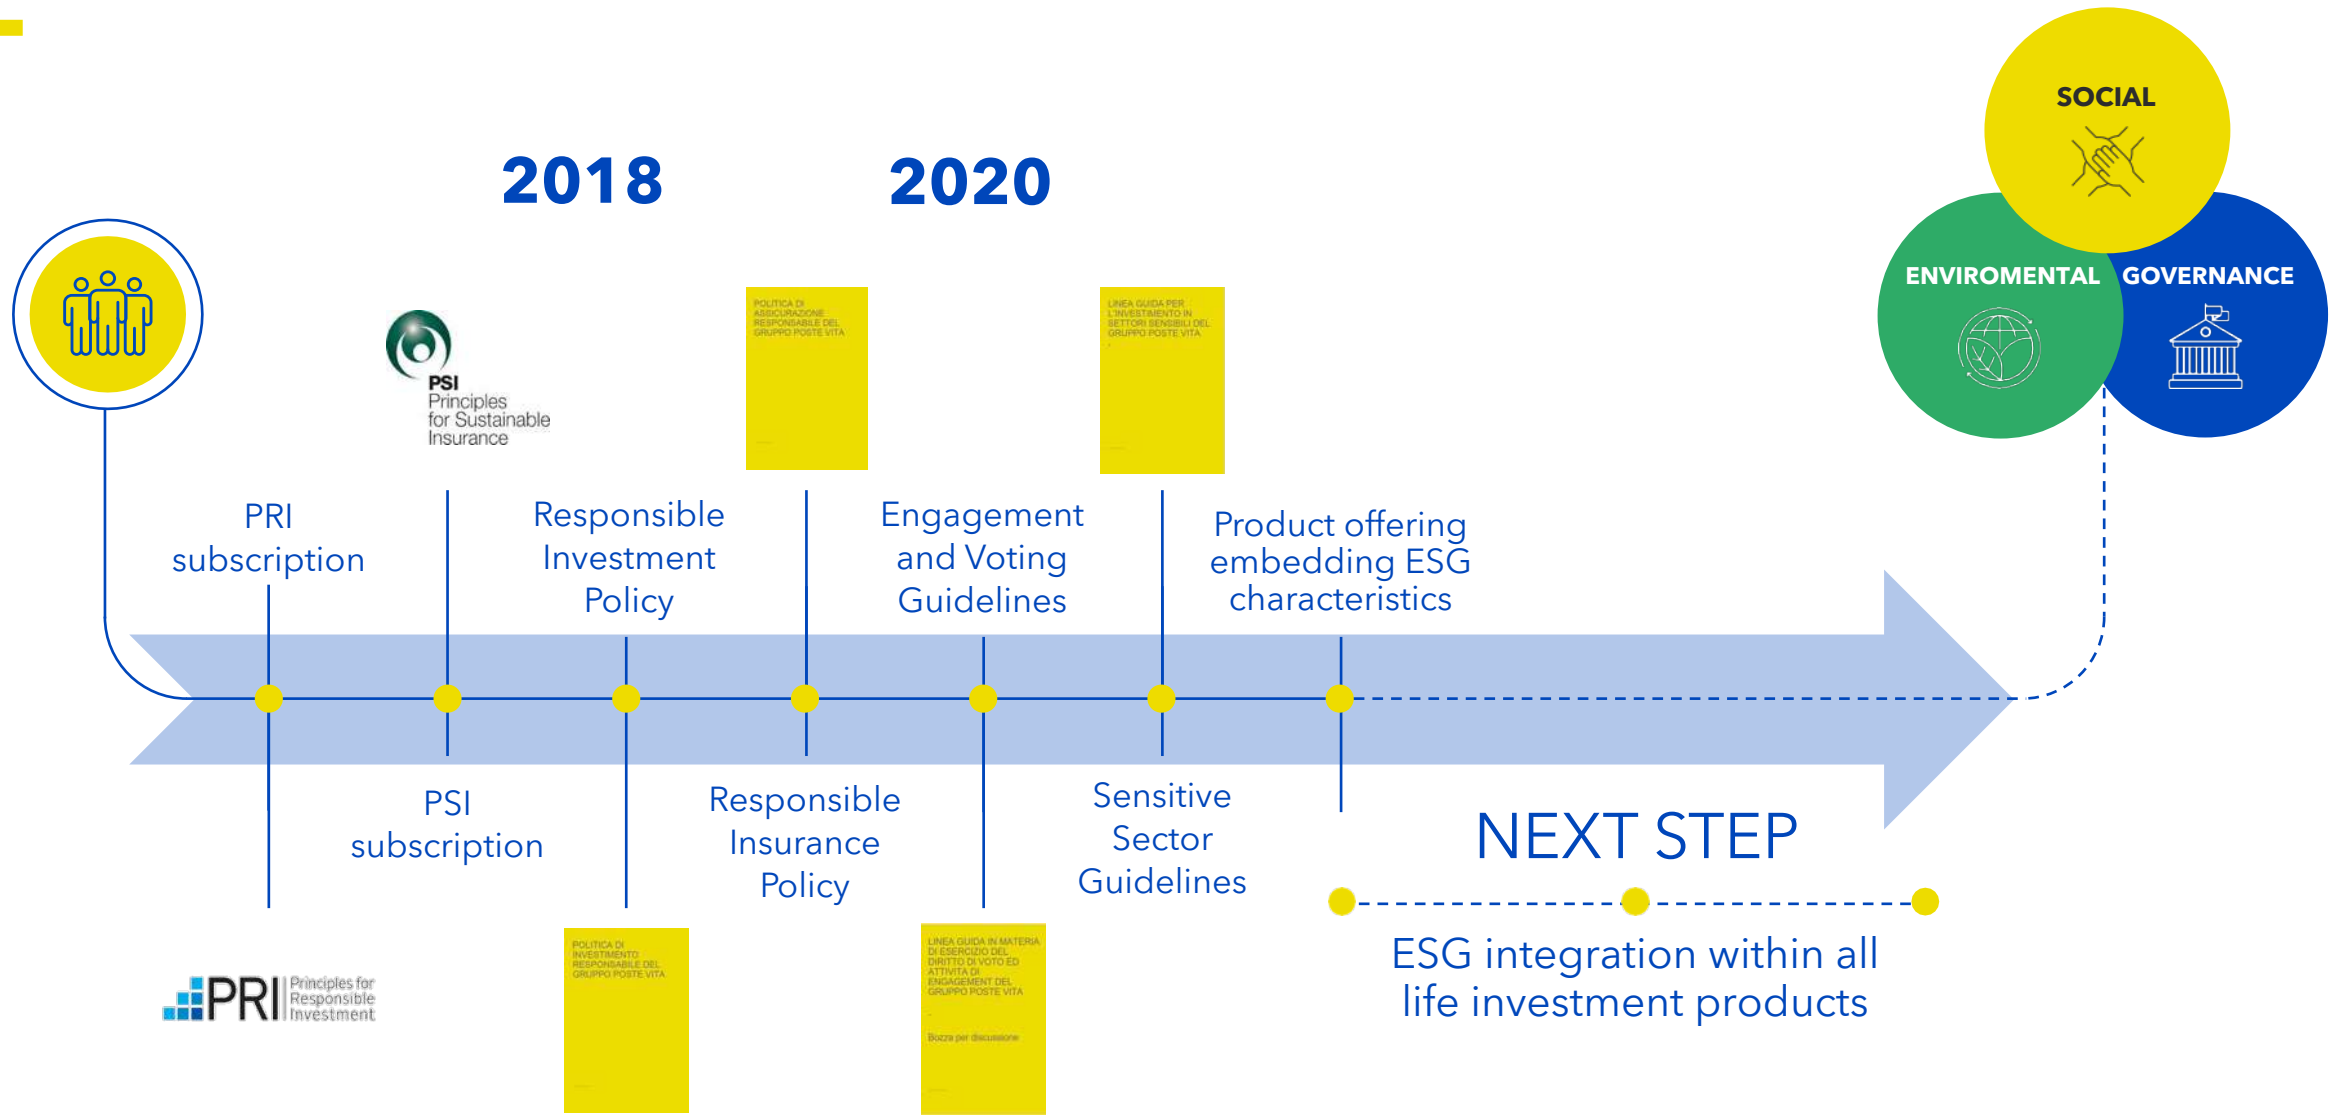 2018
2020
SOCIAL
ENVIROMENTAL
GOVERNANCE
PSI
Principles
for Sustainable
Insurance
POLITICA DI
ASSICURAZIONE
RESPONSABILE DEL
GRUPPO POSTE VITA
LINEA GUIDA PER
L'INVESTIMENTO IN
SETTORI SENSIBILI DEL
GRUPPO POSTE VITA
PRI
subscription
Responsible
Investment
Policy
Engagement
and Voting
Guidelines
Product offering
embedding ESG
characteristics
PSI
subscription
Responsible
Insurance
Policy
Sensitive
Sector
Guidelines
NEXT STEP
ESG integration within all
life investment products
PRI
Principles for
Responsible
Investment
POLITICA DI
INVESTIMENTO
RESPONSABILE DEL
GRUPPO POSTE VITA
LINEA GUIDA IN MATERIA
DI ESERCIZIO DEL
DIRITTO DI VOTO ED
ATTIVITA DI
ENGAGEMENT DEL
GRUPPO POSTE VITA
Bozza per discussione